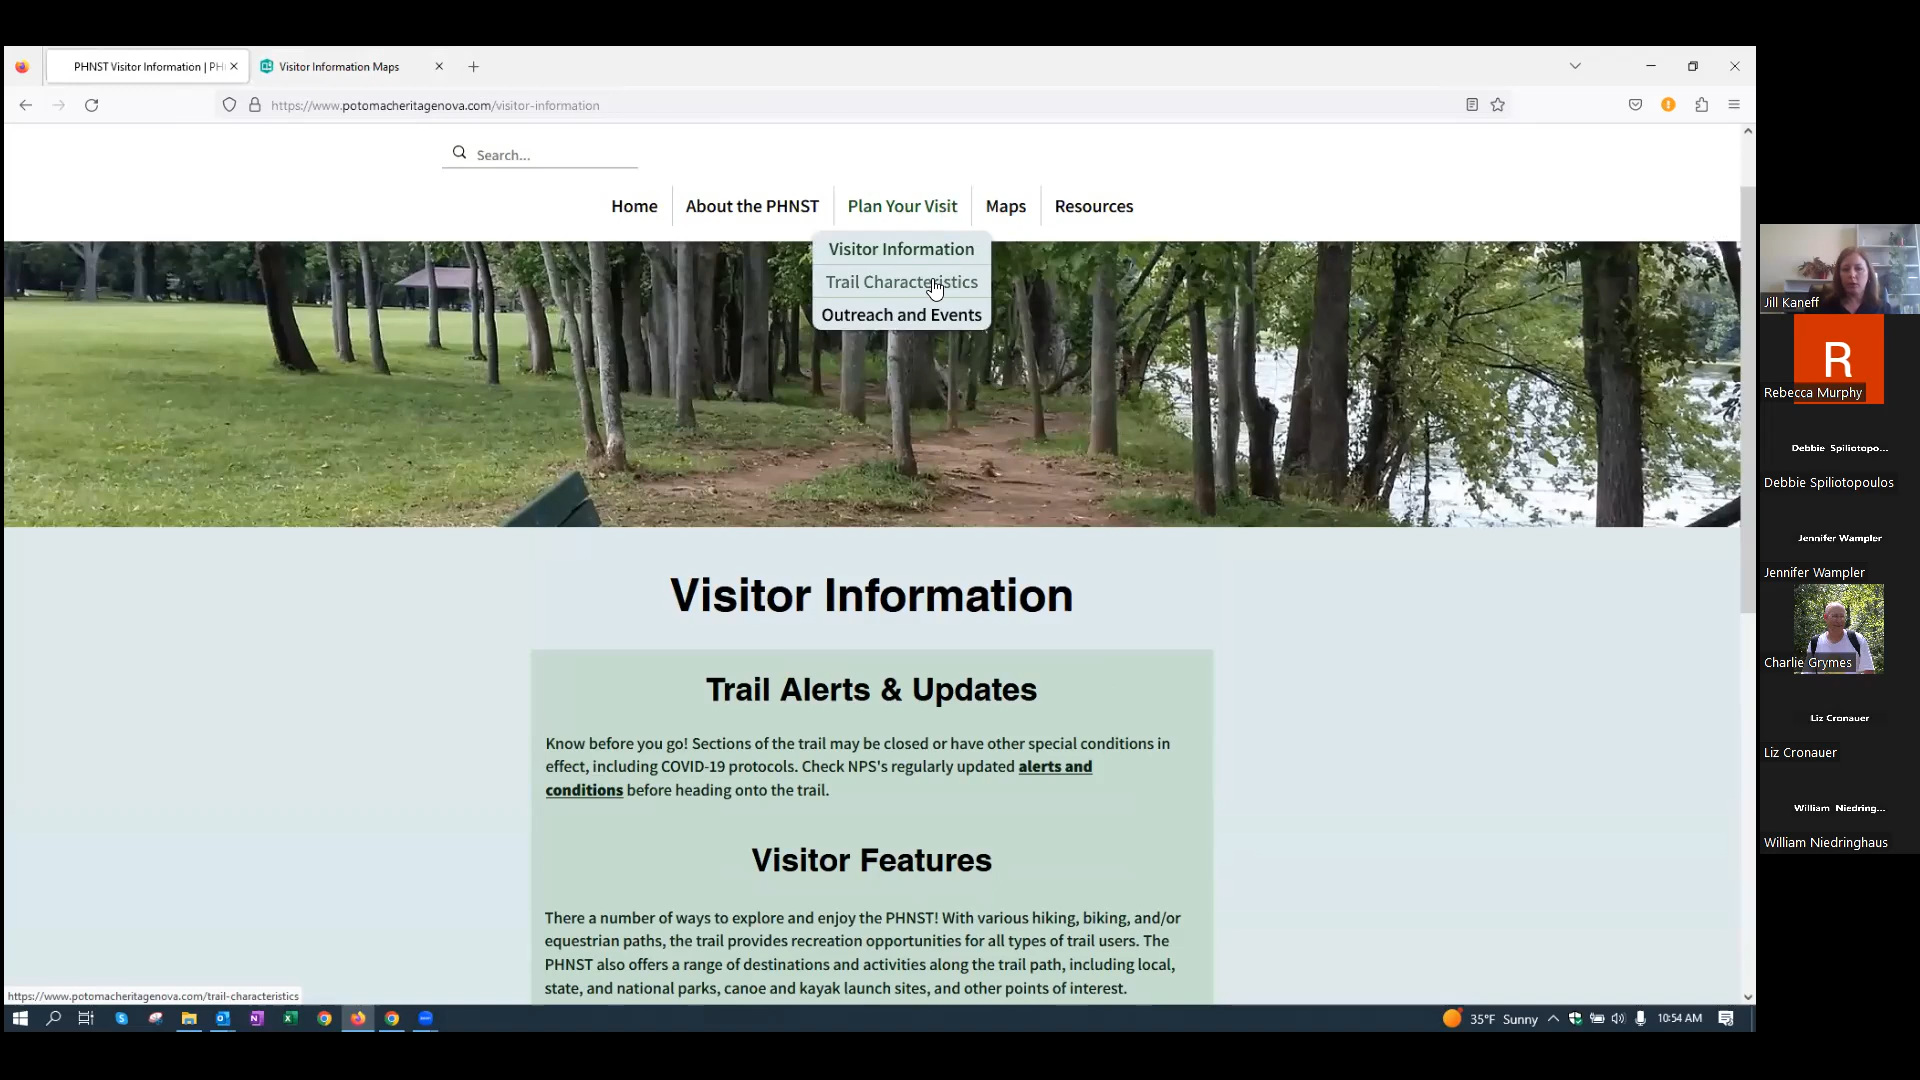 PHNST Visitor Information | PH
Visitor Information Maps
https://www.potomacheritagenova.com/visitor-information
Search...
Home
About the PHNST
Plan Your Visit
Maps
Resources
Visitor Information
Trail Characteristics
Outreach and Events
Visitor Information
Trail Alerts & Updates
Know before you go! Sections of the trail may be closed or have other special conditions in
effect, including COVID-19 protocols. Check NPS's regularly updated alerts and
conditions before heading onto the trail.
Visitor Features
There a number of ways to explore and enjoy the PHNST! With various hiking, biking, and/or
equestrian paths, the trail provides recreation opportunities for all types of trail users. The
PHNST also offers a range of destinations and activities along the trail path, including local,
state, and national parks, canoe and kayak launch sites, and other points of interest.
https://www.potomacheritagenova.com/trail-characteristics
35°F Sunny
10:54 AM
Jill Kaneff
R
Rebecca Murphy
Debbie Spiliotopo...
Debbie Spiliotopoulos
Jennifer Wampler
Jennifer Wampler
Charlie Grymes
Liz Cronauer
Liz Cronauer
William Niedring...
William Niedringhaus